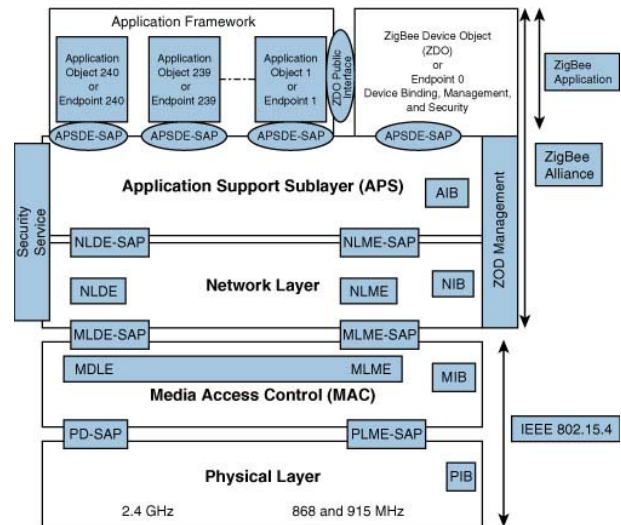 Application Framework
Application
Object 240
or
Endpoint 240
Application
Object 239
or
Endpoint 239
Application
Object 1
or
Endpoint 1
ZDO Public
Interface
ZigBee Device Object
(ZDO)
or
Endpoint 0
Device Binding, Management,
and Security
ZigBee
Application
APSDE-SAP
APSDE-SAP
APSDE-SAP
APSDE-SAP
Security
Service
Application Support Sublayer (APS)
AIB
ZOD Management
ZigBee
Alliance
NLDE-SAP
NLME-SAP
NLDE
Network Layer
NLME
NIB
MLDE-SAP
MLME-SAP
MDLE
MLME
MIB
Media Access Control (MAC)
PD-SAP
PLME-SAP
IEEE 802.15.4
Physical Layer
PIB
2.4 GHz
868 and 915 MHz